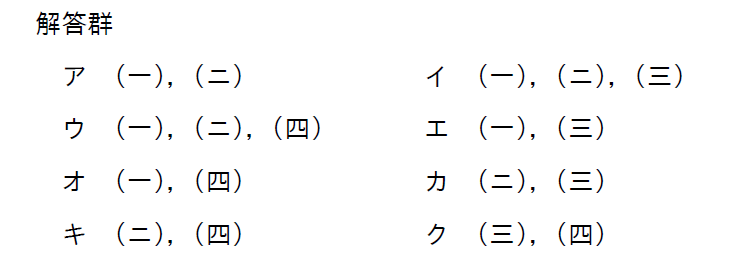 解答群
ア （一），（二） イ （一），（二），（三）
ウ （一），（二），（四） エ （一），（三）
オ （一），（四） カ （二），（三）
キ （二），（四） ク （三），（四）